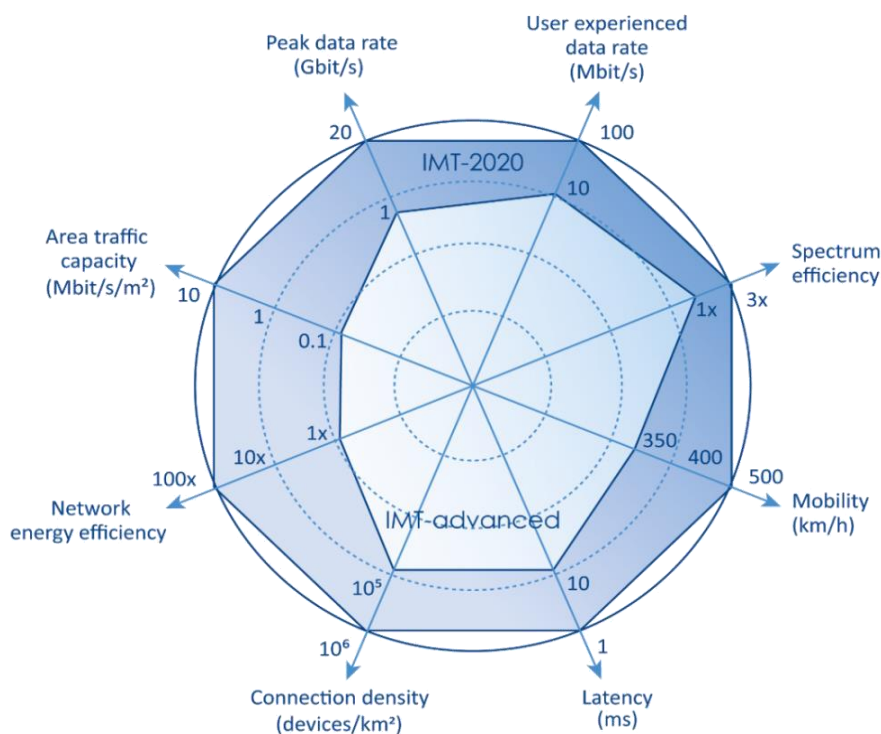 Peak data rate
(Gbit/s)
User experienced
data rate
(Mbit/s)
20
100
IMT-2020
1
10
Area traffic
capacity
(Mbit/s/m²)
Spectrum
efficiency
10
1
0.1
1x
3x
Network
energy efficiency
100x
10x
1x
350
400
500
Mobility
(km/h)
IMT-advanced
10⁵
10
10⁶
1
Connection density
(devices/km²)
Latency
(ms)